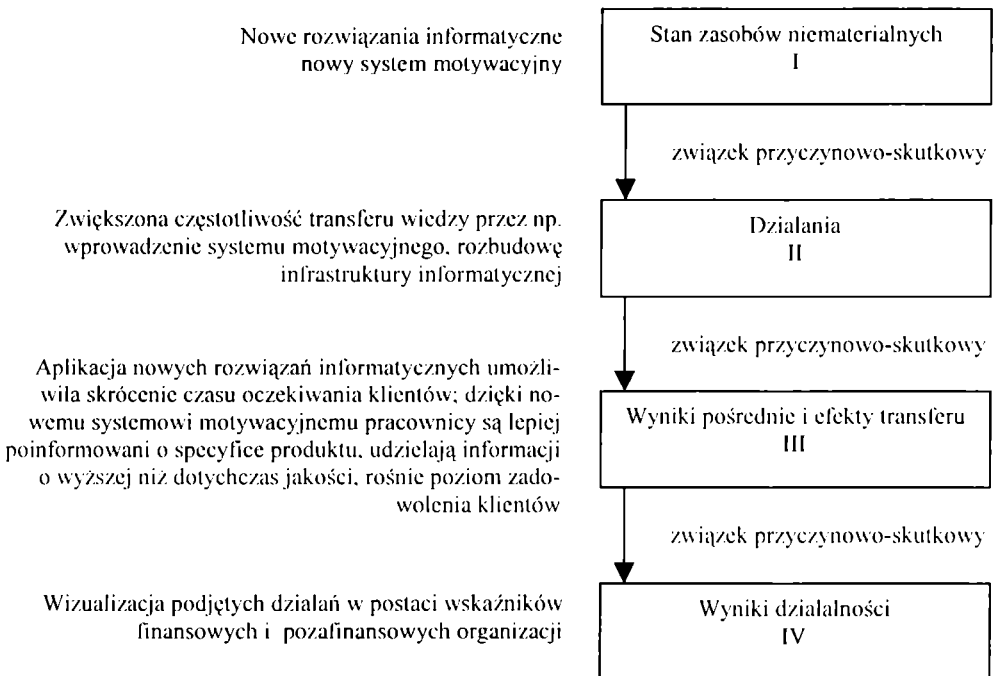 Nowe rozwiązania informatyczne
nowy system motywacyjny
Stan zasobów niematerialnych
I
związek przyczynowo-skutkowy
Zwiększona częstotliwość transferu wiedzy przez np.
wprowadzenie systemu motywacyjnego, rozbudowę
infrastruktury informatycznej
Działania
II
związek przyczynowo-skutkowy
Aplikacja nowych rozwiązań informatycznych umożli-
wiła skrócenie czasu oczekiwania klientów; dzięki no-
wemu systemowi motywacyjnemu pracownicy są lepiej
poinformowani o specyfice produktu, udzielają informacji
o wyższej niż dotychczas jakości, rośnie poziom zado-
wolenia klientów
Wyniki pośrednie i efekty transferu
III
związek przyczynowo-skutkowy
Wizualizacja podjętych działań w postaci wskaźników
finansowych i pozafinansowych organizacji
Wyniki działalności
IV